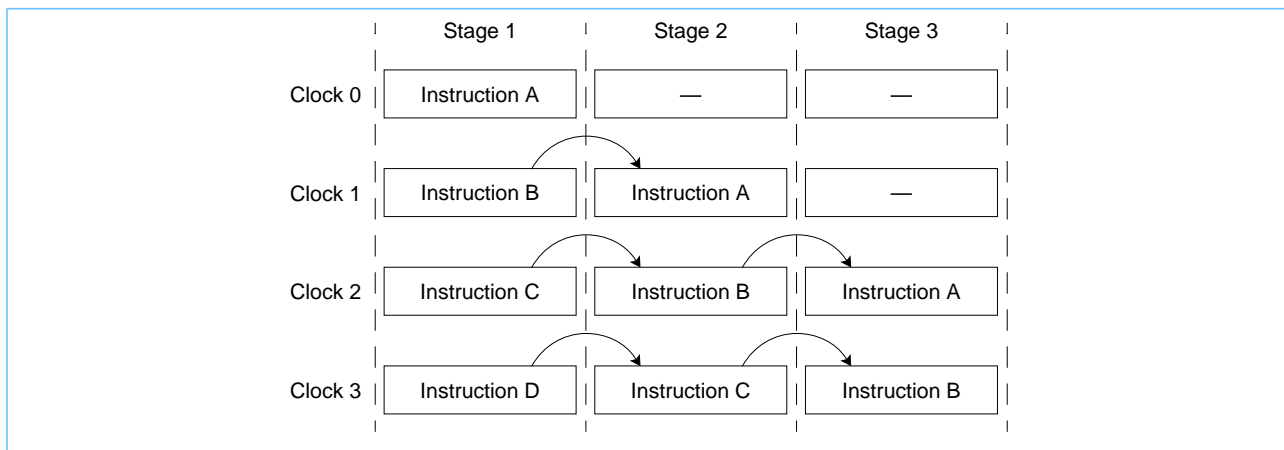 Stage 1 Stage 2 Stage 3
Clock 0 Instruction A — —
Clock 1 Instruction B Instruction A —
Clock 2 Instruction C Instruction B Instruction A
Clock 3 Instruction D Instruction C Instruction B